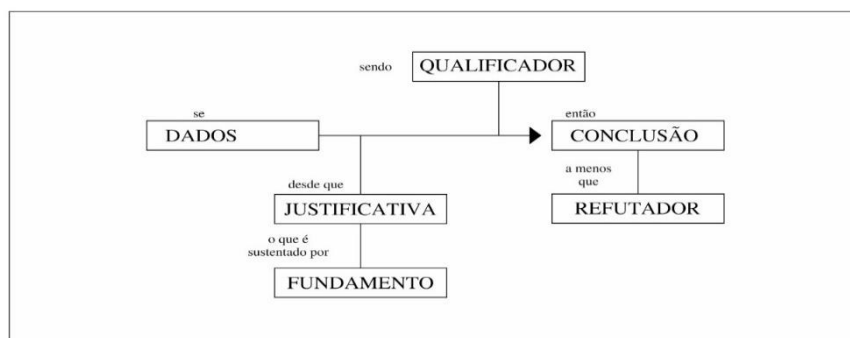 sendo
QUALIFICADOR
se
DADOS
então
CONCLUSÃO
desde que
JUSTIFICATIVA
a menos
que
REFUTADOR
o que é
sustentado por
FUNDAMENTO